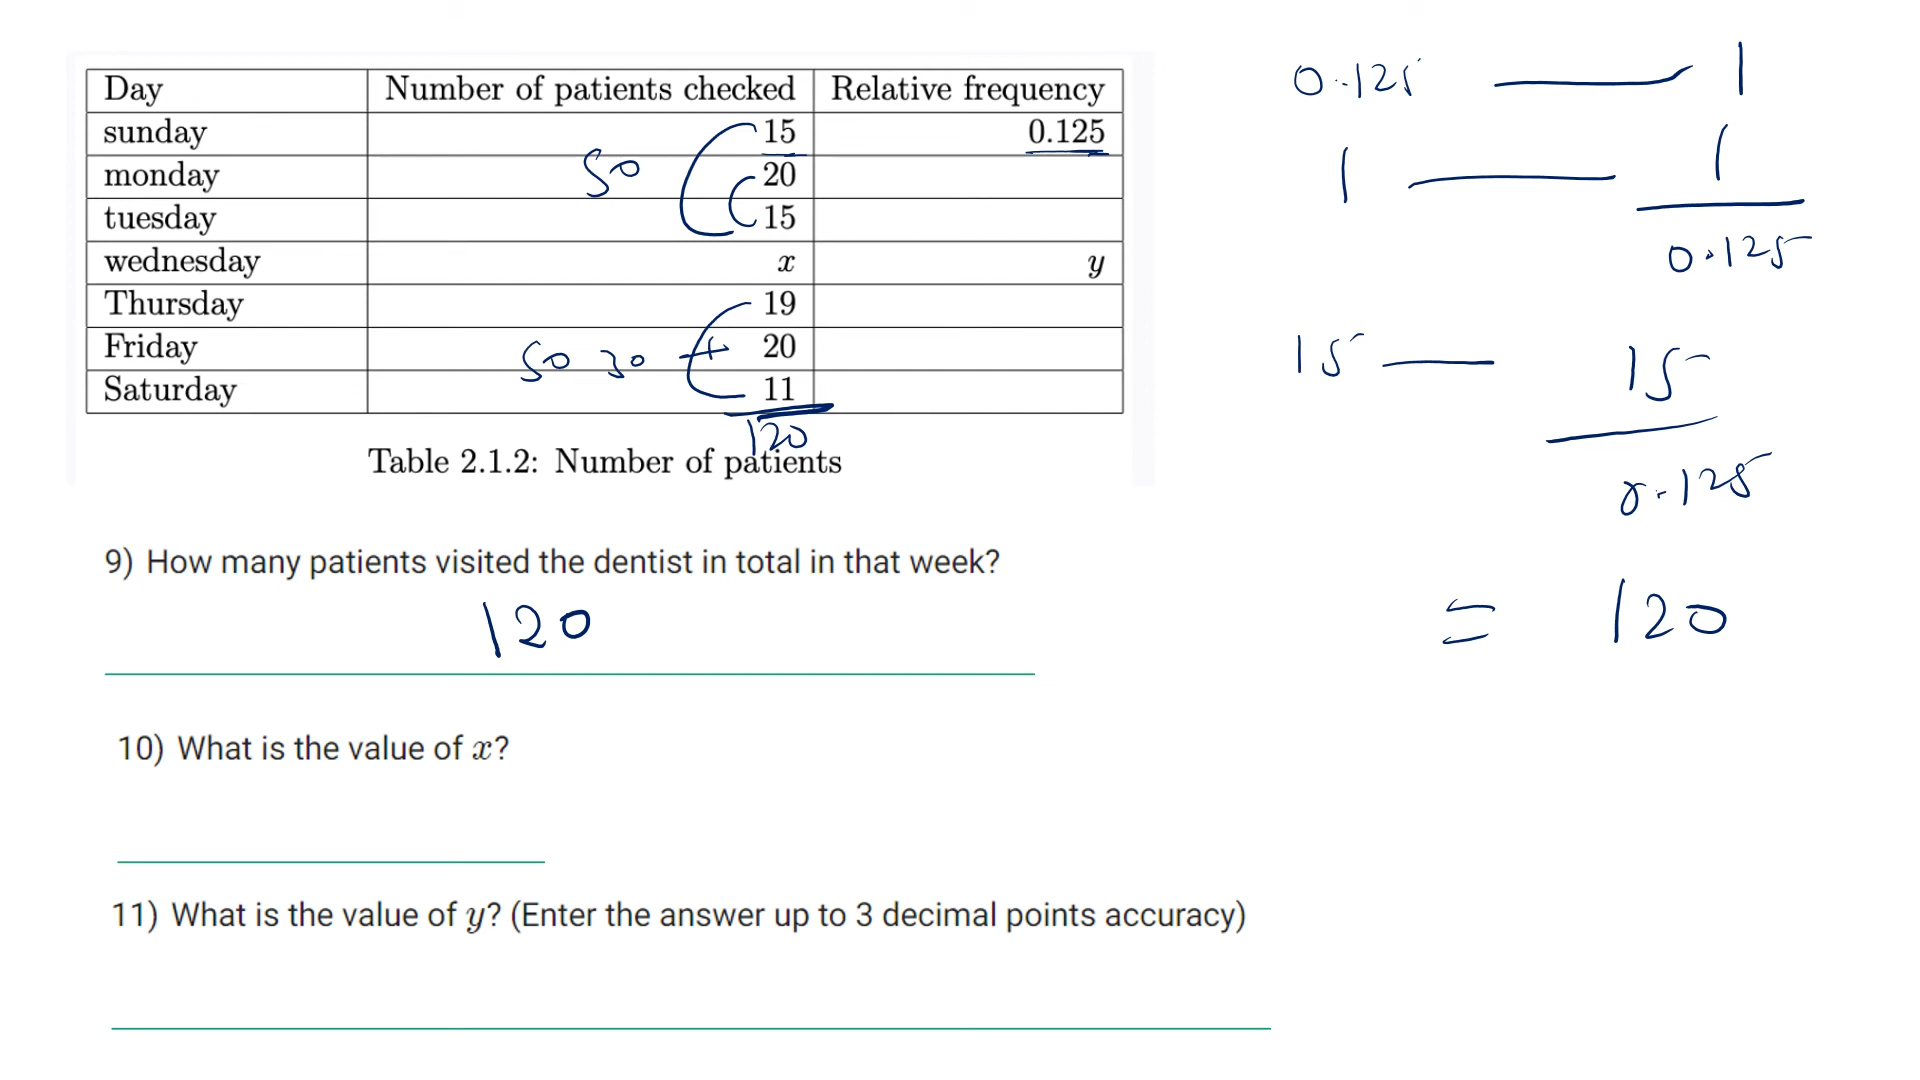 Day Number of patients checked Relative frequency
sunday 15 0.125
monday 20
tuesday 15
50
wednesday x y
Thursday 19
Friday 20
50 30 +
Saturday 11
120
Table 2.1.2: Number of patients
9) How many patients visited the dentist in total in that week?
120
10) What is the value of x?
11) What is the value of y? (Enter the answer up to 3 decimal points accuracy)
0.125 — 1
1 — 1
0.125
15 — 15
0.125
= 120